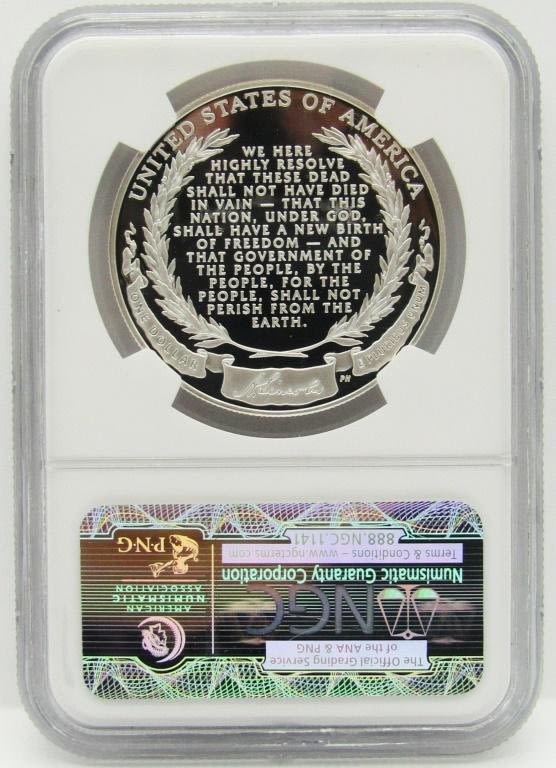 UNITED STATES OF AMERICA
WE HERE
HIGHLY RESOLVE
THAT THESE DEAD
SHALL NOT HAVE DIED
IN VAIN — THAT THIS
NATION, UNDER GOD,
SHALL HAVE A NEW BIRTH
OF FREEDOM — AND
THAT GOVERNMENT OF
THE PEOPLE, BY THE
PEOPLE, FOR THE
PEOPLE, SHALL NOT
PERISH FROM THE
EARTH.
ONE DOLLAR
A. Lincoln
E PLURIBUS UNUM
PH
The Official Grading Service
of the ANA & PNG
NGC
Numismatic Guaranty Corporation
Terms & Conditions – www.ngcterms.com
888.NGC.1141
AMERICAN
NUMISMATIC
ASSOCIATION
P·N·G